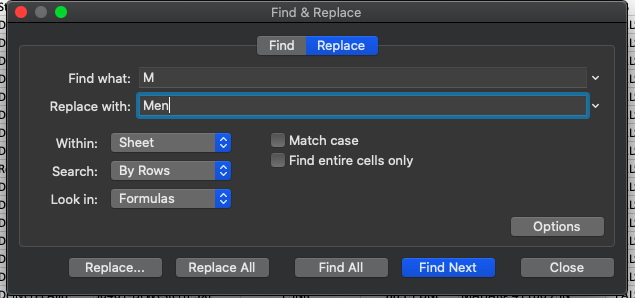 Find & Replace
Find Replace
Find what: M
Replace with: Men
Within: Sheet
Match case
Search: By Rows
Find entire cells only
Look in: Formulas
Options
Replace... Replace All Find All Find Next Close